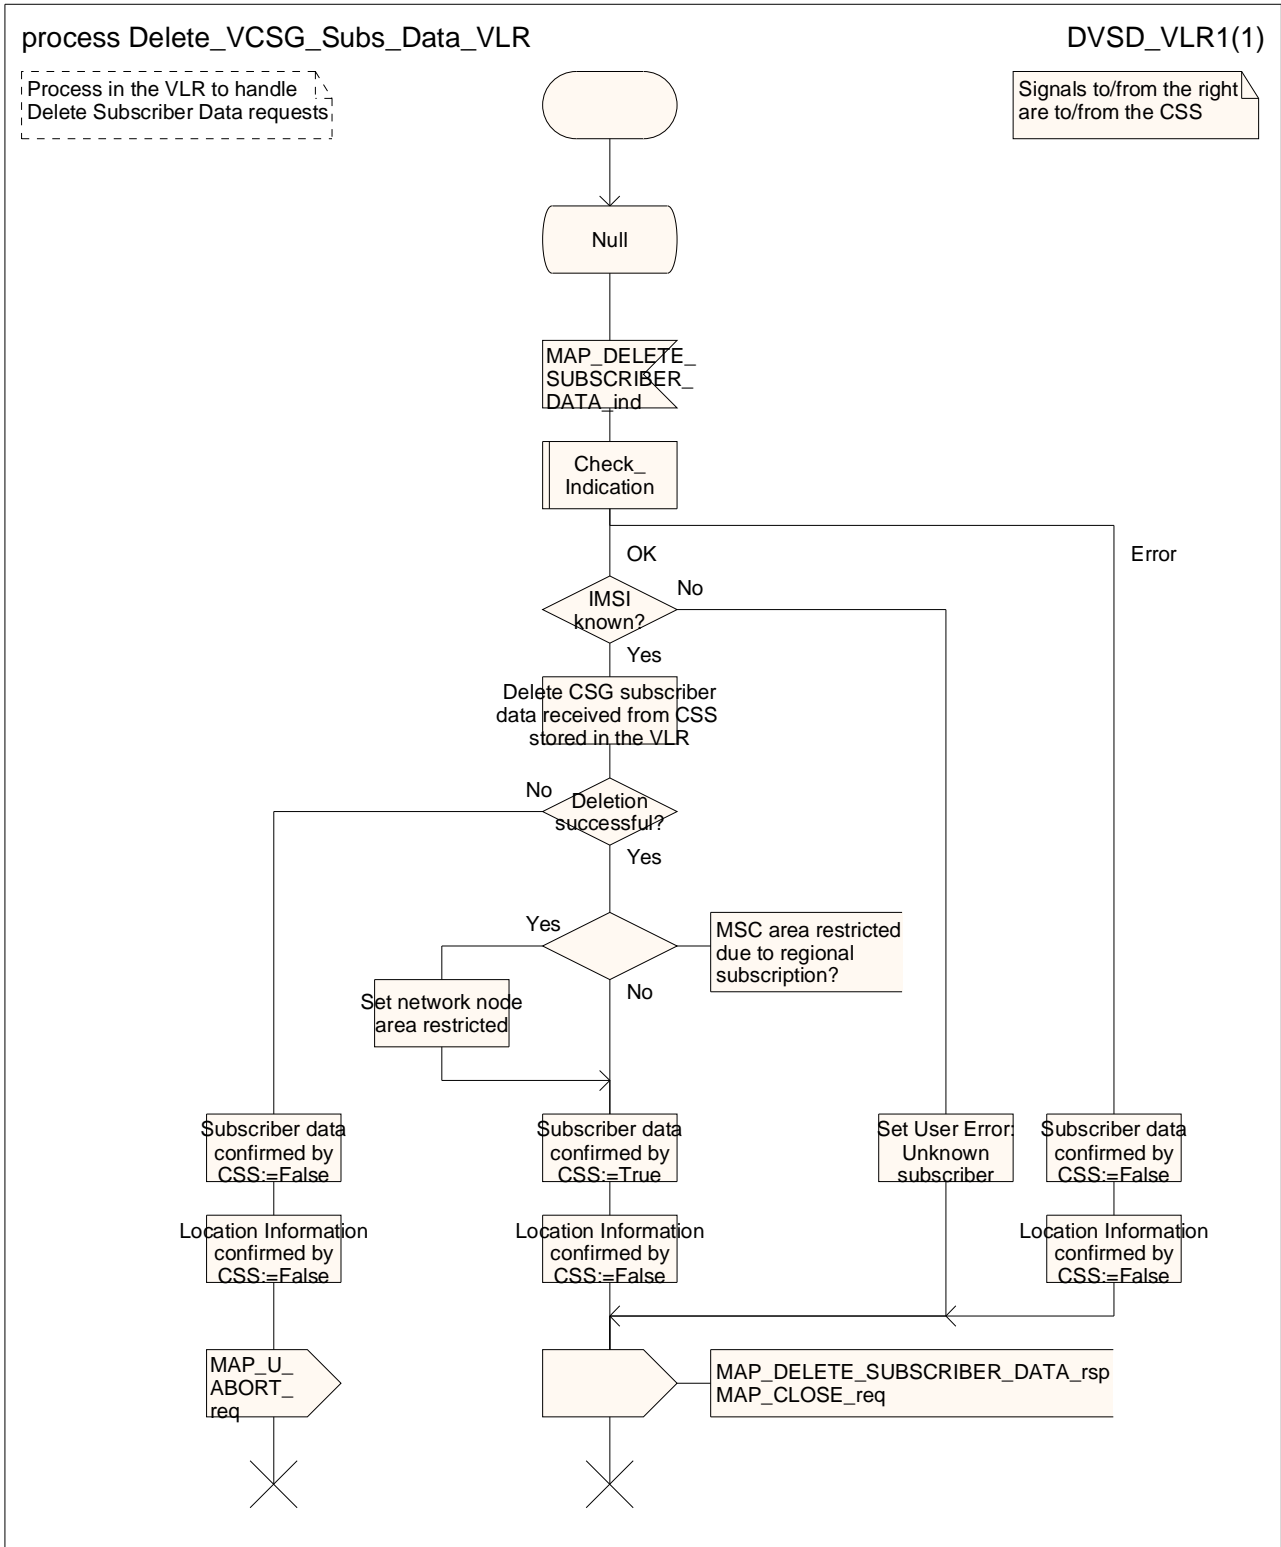 process Delete_VCSG_Subs_Data_VLR
DVSD_VLR1(1)
Process in the VLR to handle
Delete Subscriber Data requests
Signals to/from the right
are to/from the CSS
Null
MAP_DELETE_
SUBSCRIBER_
DATA_ind
Check_
Indication
OK
Error
IMSI
known?
No
Yes
Delete CSG subscriber
data received from CSS
stored in the VLR
No
Deletion
successful?
Yes
Yes
MSC area restricted
due to regional
subscription?
No
Set network node
area restricted
Subscriber data
confirmed by
CSS:=False
Subscriber data
confirmed by
CSS:=True
Set User Error:
Unknown
subscriber
Subscriber data
confirmed by
CSS:=False
Location Information
confirmed by
CSS:=False
Location Information
confirmed by
CSS:=False
Location Information
confirmed by
CSS:=False
MAP_U_
ABORT_
req
MAP_DELETE_SUBSCRIBER_DATA_rsp
MAP_CLOSE_req